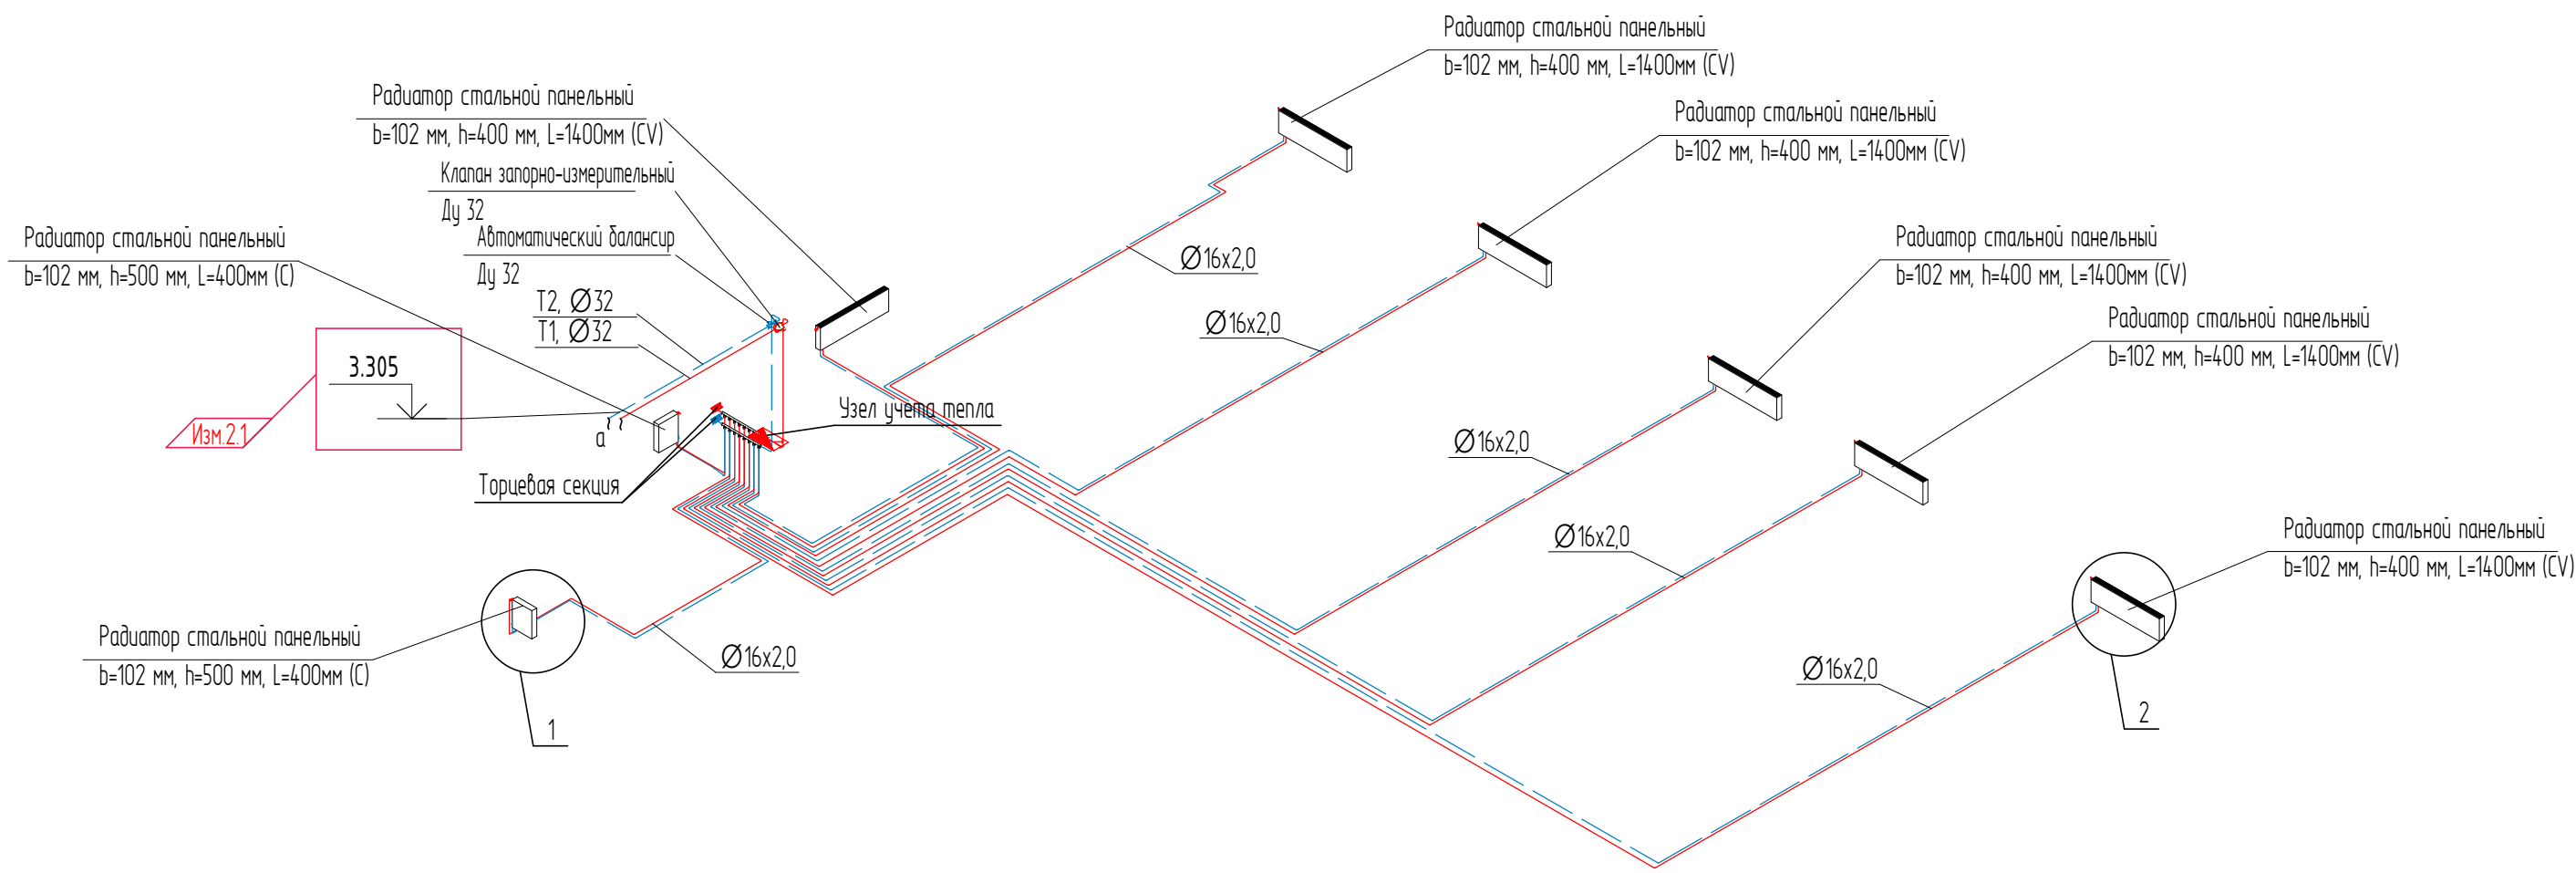 Радиатор стальной панельный
b=102 мм, h=400 мм, L=1400мм (CV)
Радиатор стальной панельный
b=102 мм, h=400 мм, L=1400мм (CV)
Радиатор стальной панельный
b=102 мм, h=400 мм, L=1400мм (CV)
Клапан запорно-измерительный
Ду 32
Автоматический балансир
Ду 32
Радиатор стальной панельный
b=102 мм, h=500 мм, L=400мм (C)
Т2, Ø32
Т1, Ø32
3.305
Изм.2.1
а
Узел учета тепла
Торцевая секция
Ø16х2,0
Ø16х2,0
Радиатор стальной панельный
b=102 мм, h=400 мм, L=1400мм (CV)
Радиатор стальной панельный
b=102 мм, h=400 мм, L=1400мм (CV)
Ø16х2,0
Ø16х2,0
Радиатор стальной панельный
b=102 мм, h=400 мм, L=1400мм (CV)
Радиатор стальной панельный
b=102 мм, h=500 мм, L=400мм (C)
Ø16х2,0
Ø16х2,0
1
2